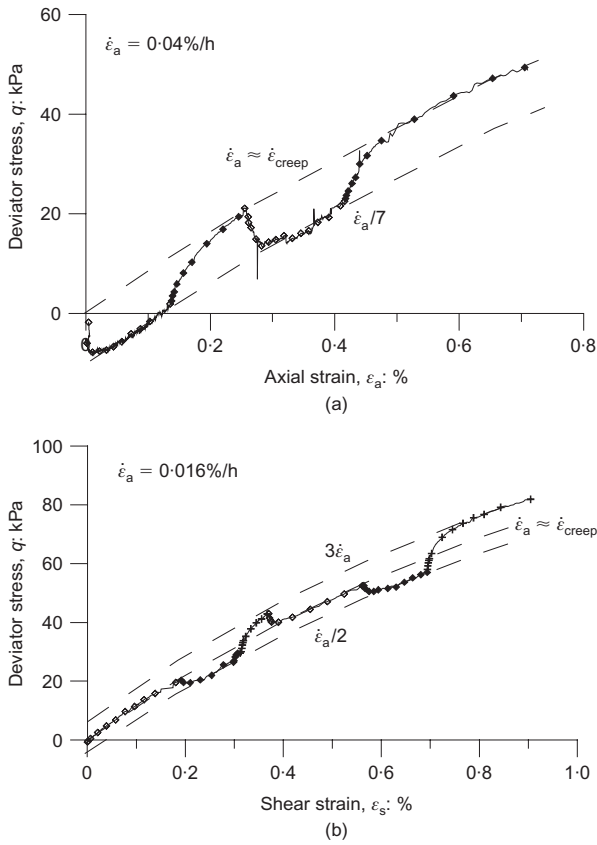 60
ε̇a = 0·04%/h
40
ε̇a ≈ ε̇creep
20
ε̇a/7
0
0 0·2 0·4 0·6 0·8
Deviator stress, q: kPa
Axial strain, εa: %
(a)
100
ε̇a = 0·016%/h
80
3ε̇a
ε̇a ≈ ε̇creep
60
40
ε̇a/2
20
0
0 0·2 0·4 0·6 0·8 1·0
Deviator stress, q: kPa
Shear strain, εs: %
(b)